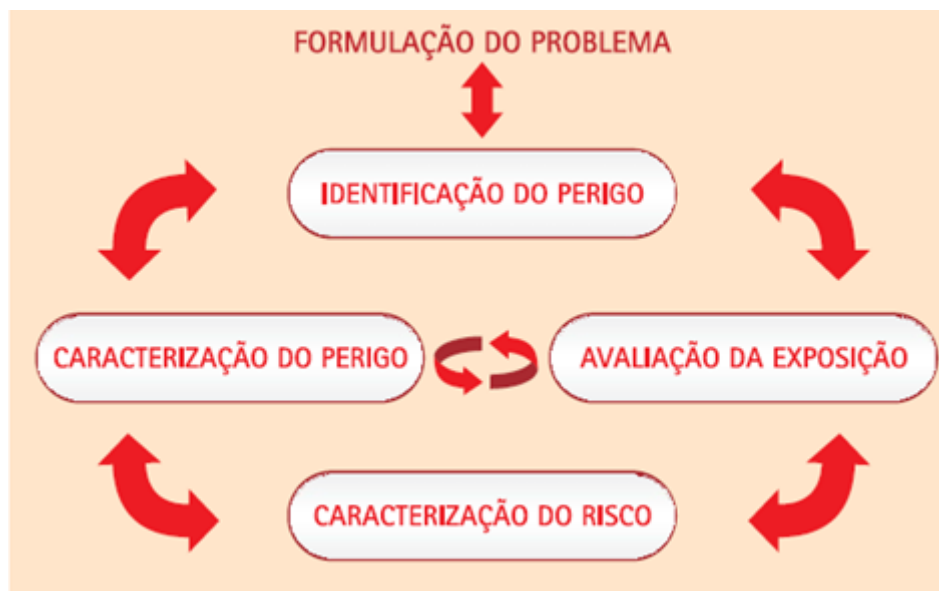 FORMULAÇÃO DO PROBLEMA
IDENTIFICAÇÃO DO PERIGO
CARACTERIZAÇÃO DO PERIGO
AVALIAÇÃO DA EXPOSIÇÃO
CARACTERIZAÇÃO DO RISCO